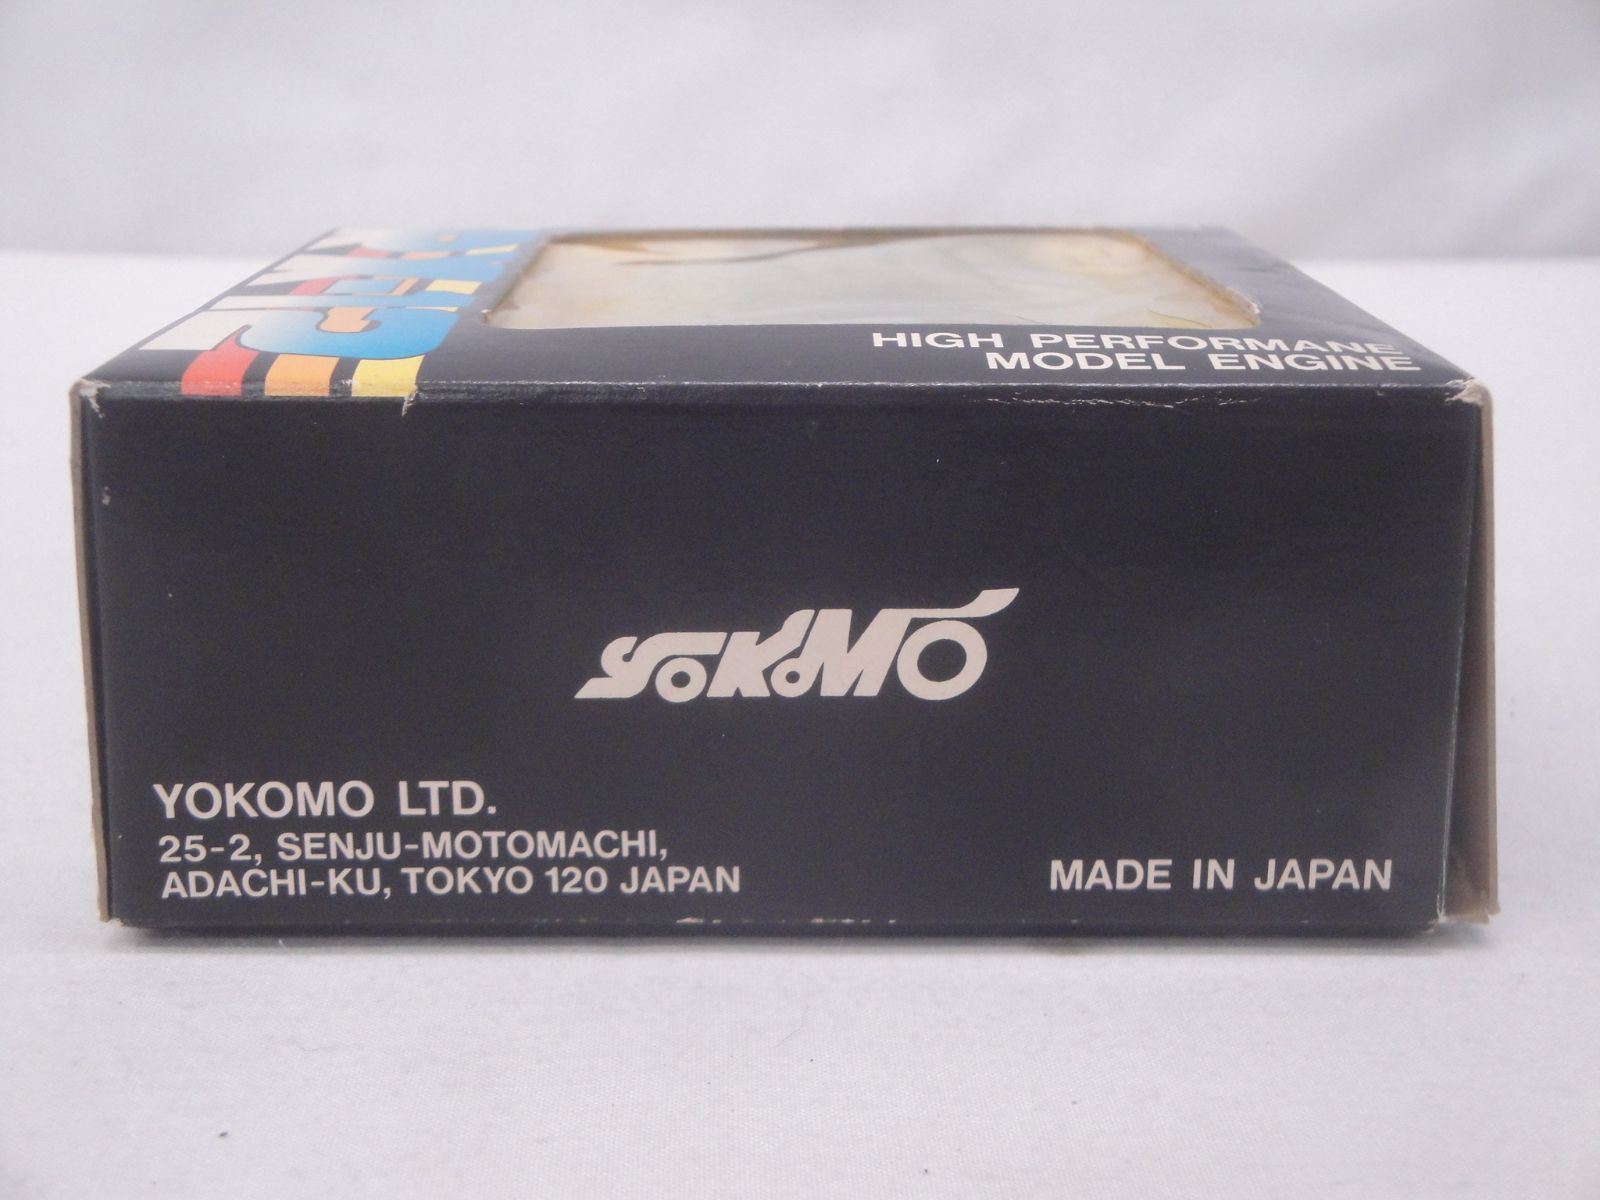 HIGH PERFORMANE
MODEL ENGINE
YOKOMO
YOKOMO LTD.
25-2, SENJU-MOTOMACHI,
ADACHI-KU, TOKYO 120 JAPAN
MADE IN JAPAN